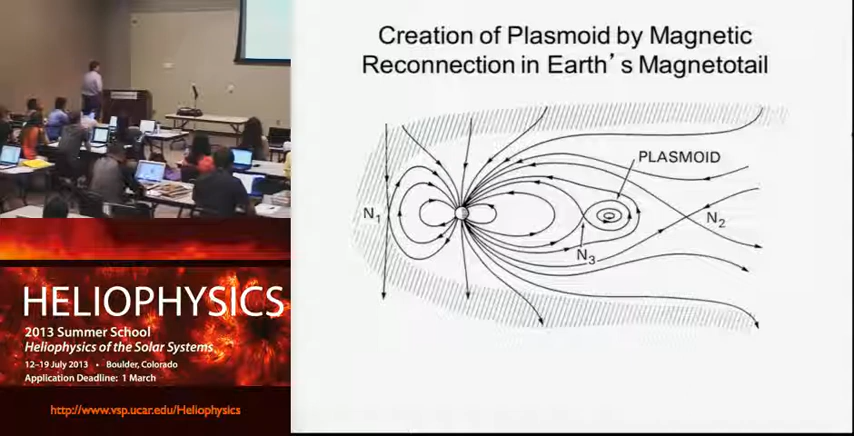 Creation of Plasmoid by Magnetic
Reconnection in Earth's Magnetotail
PLASMOID
N1
N2
N3
HELIOPHYSICS
2013 Summer School
Heliophysics of the Solar Systems
12–19 July 2013 • Boulder, Colorado
Application Deadline: 1 March
http://www.vsp.ucar.edu/Heliophysics